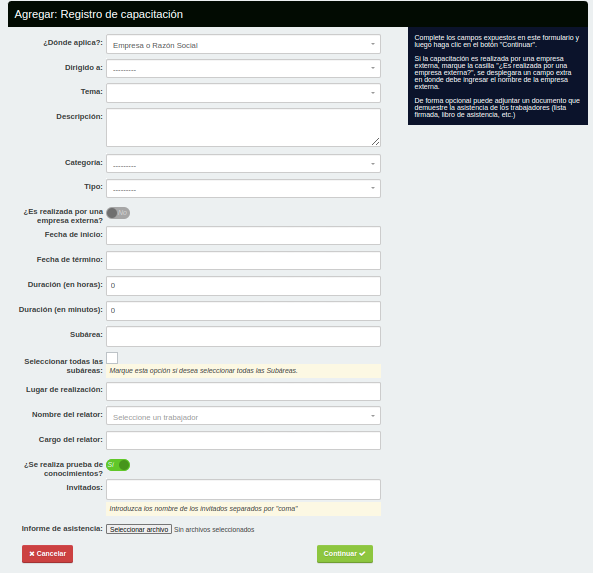 Agregar: Registro de capacitación
¿Dónde aplica?:
Empresa o Razón Social
Dirigido a:
---------
Tema:
Descripción:
Categoría:
---------
Tipo:
---------
¿Es realizada por una
empresa externa?
No
Fecha de inicio:
Fecha de término:
Duración (en horas):
0
Duración (en minutos):
0
Subárea:
Seleccionar todas las
subáreas:
Marque esta opción si desea seleccionar todas las Subáreas.
Lugar de realización:
Nombre del relator:
Seleccione un trabajador
Cargo del relator:
¿Se realiza prueba de
conocimientos?
Sí
Invitados:
Introduzca los nombre de los invitados separados por "coma"
Informe de asistencia:
Seleccionar archivo Sin archivos seleccionados
Cancelar
Continuar
Complete los campos expuestos en este formulario y
luego haga clic en el botón "Continuar".
Si la capacitación es realizada por una empresa
externa, marque la casilla "¿Es realizada por una
empresa externa?", se desplegara un campo extra
en donde debe ingresar el nombre de la empresa
externa.
De forma opcional puede adjuntar un documento que
demuestre la asistencia de los trabajadores (lista
firmada, libro de asistencia, etc.)